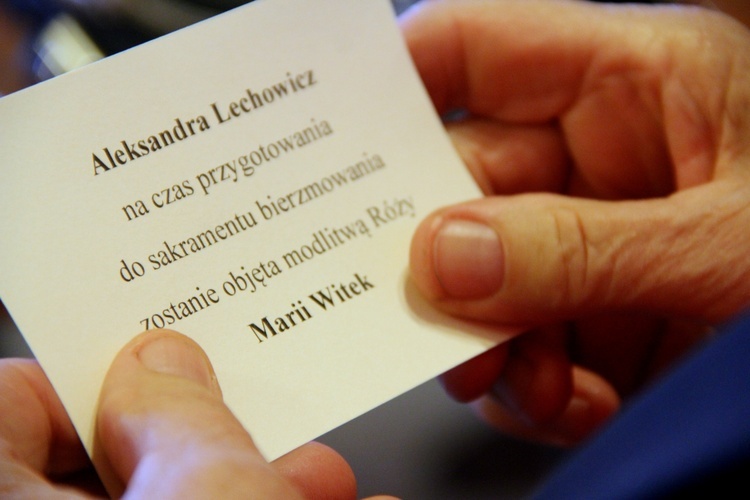 Aleksandra Lechowicz
na czas przygotowania
do sakramentu bierzmowania
zostanie objęta modlitwą Róży
Marii Witek